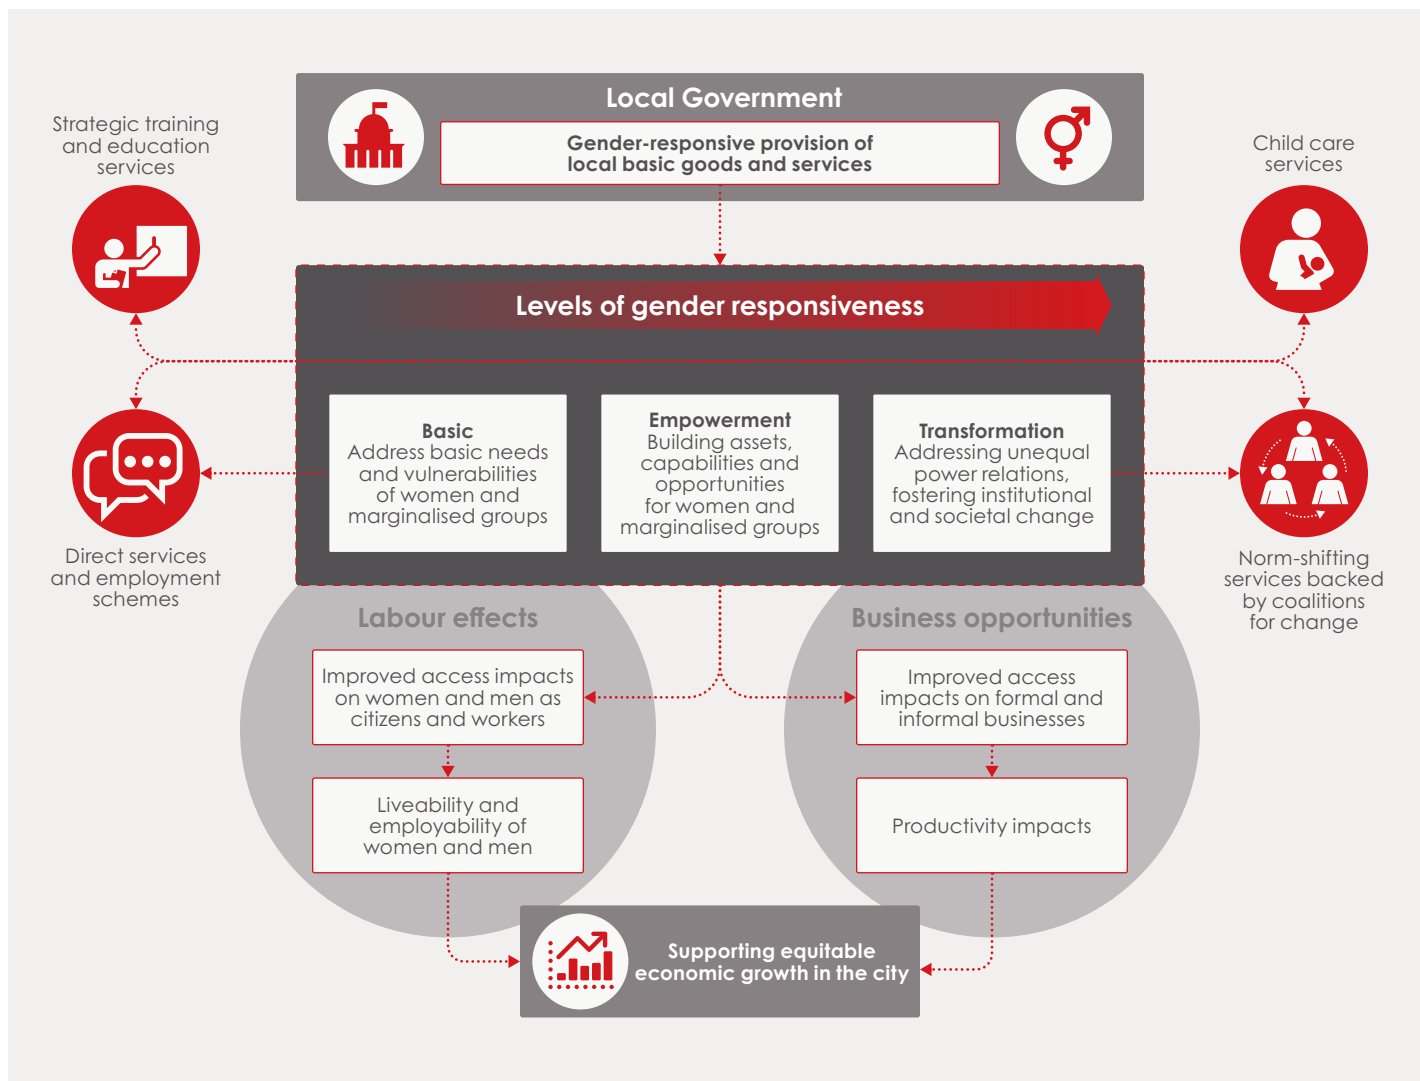 Local Government
Gender-responsive provision of
local basic goods and services
Strategic training
and education
services
Child care
services
Levels of gender responsiveness
Basic
Address basic needs
and vulnerabilities
of women and
marginalised groups
Empowerment
Building assets,
capabilities and
opportunities
for women and
marginalised groups
Transformation
Addressing unequal
power relations,
fostering institutional
and societal change
Direct services
and employment
schemes
Norm-shifting
services backed
by coalitions
for change
Labour effects
Improved access impacts
on women and men as
citizens and workers
Liveability and
employability of
women and men
Business opportunities
Improved access
impacts on formal and
informal businesses
Productivity impacts
Supporting equitable
economic growth in the city